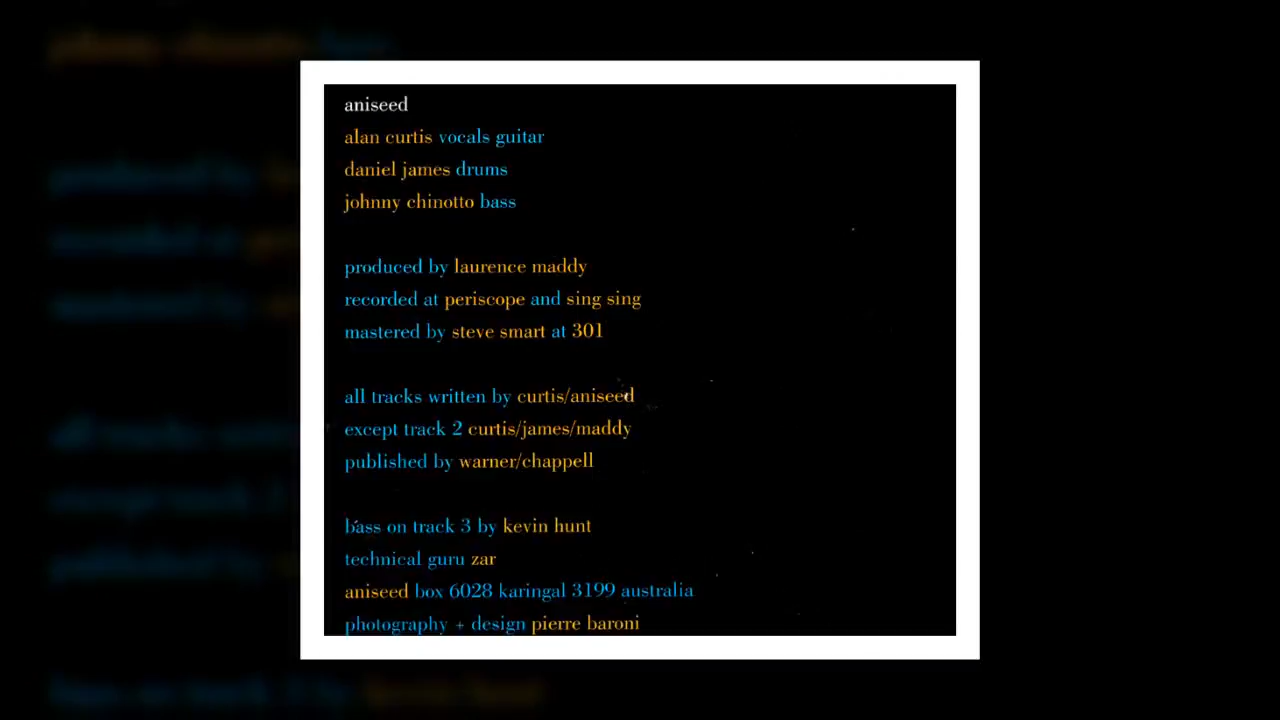 aniseed
alan curtis vocals guitar
daniel james drums
johnny chinotto bass
produced by laurence maddy
recorded at periscope and sing sing
mastered by steve smart at 301
all tracks written by curtis/aniseed
except track 2 curtis/james/maddy
published by warner/chappell
bass on track 3 by kevin hunt
technical guru zar
aniseed box 6028 karingal 3199 australia
photography + design pierre baroni